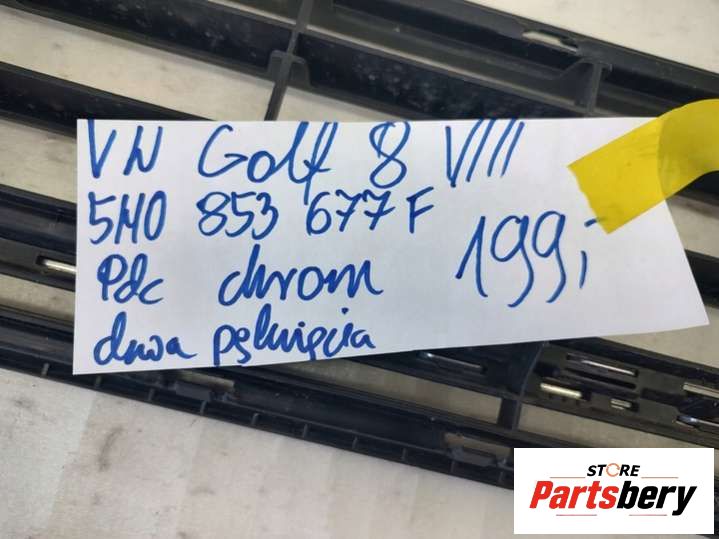 VW Golf 8 VIII
5H0 853 677 F
Pdc chrom 199,-
dwa pęknięcia
STORE
Partsbery